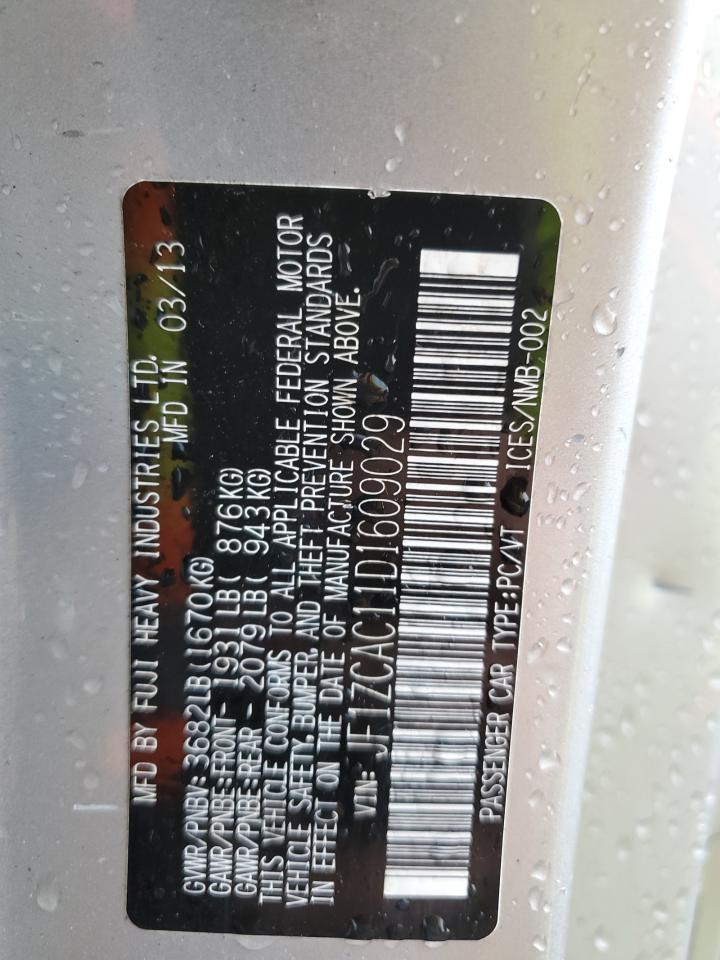 MFD BY FUJI HEAVY INDUSTRIES LTD.
MFD IN 03/13
GVWR/PNBV:3682LB(1670KG)
GAWR/PNBE:FRONT- 1931LB( 876KG)
GAWR/PNBE:REAR - 2079LB( 943KG)
THIS VEHICLE CONFORMS TO ALL APPLICABLE FEDERAL MOTOR
VEHICLE SAFETY,BUMPER,AND THEFT PREVENTION STANDARDS
IN EFFECT ON THE DATE OF MANUFACTURE SHOWN ABOVE.
VIN: JF1ZCAC11D1609029
PASSENGER CAR TYPE:PC/VT ICES/NMB-002